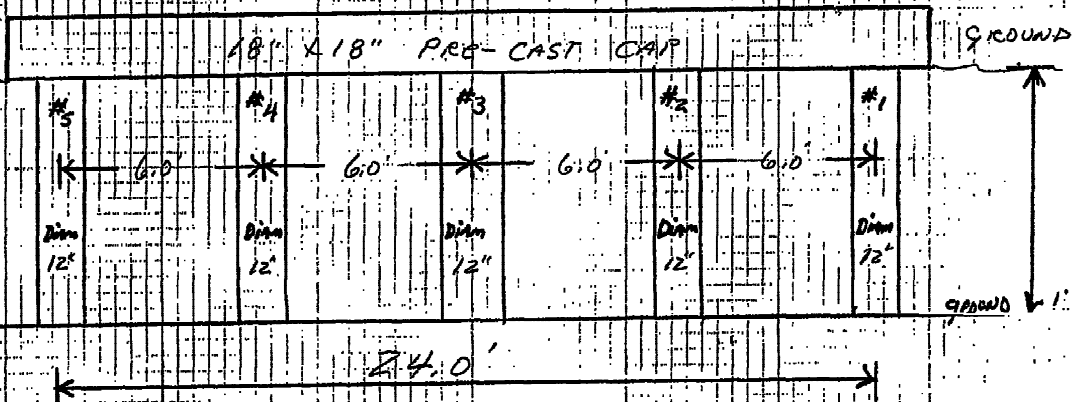 18" X 18" PRE-CAST CAP
GROUND
#5 #4 #3 #2 #1
6.0' 6.0' 6.0' 6.0'
Diam Diam Diam Diam Diam
12" 12" 12" 12" 12"
GROUND 1'
24.0'